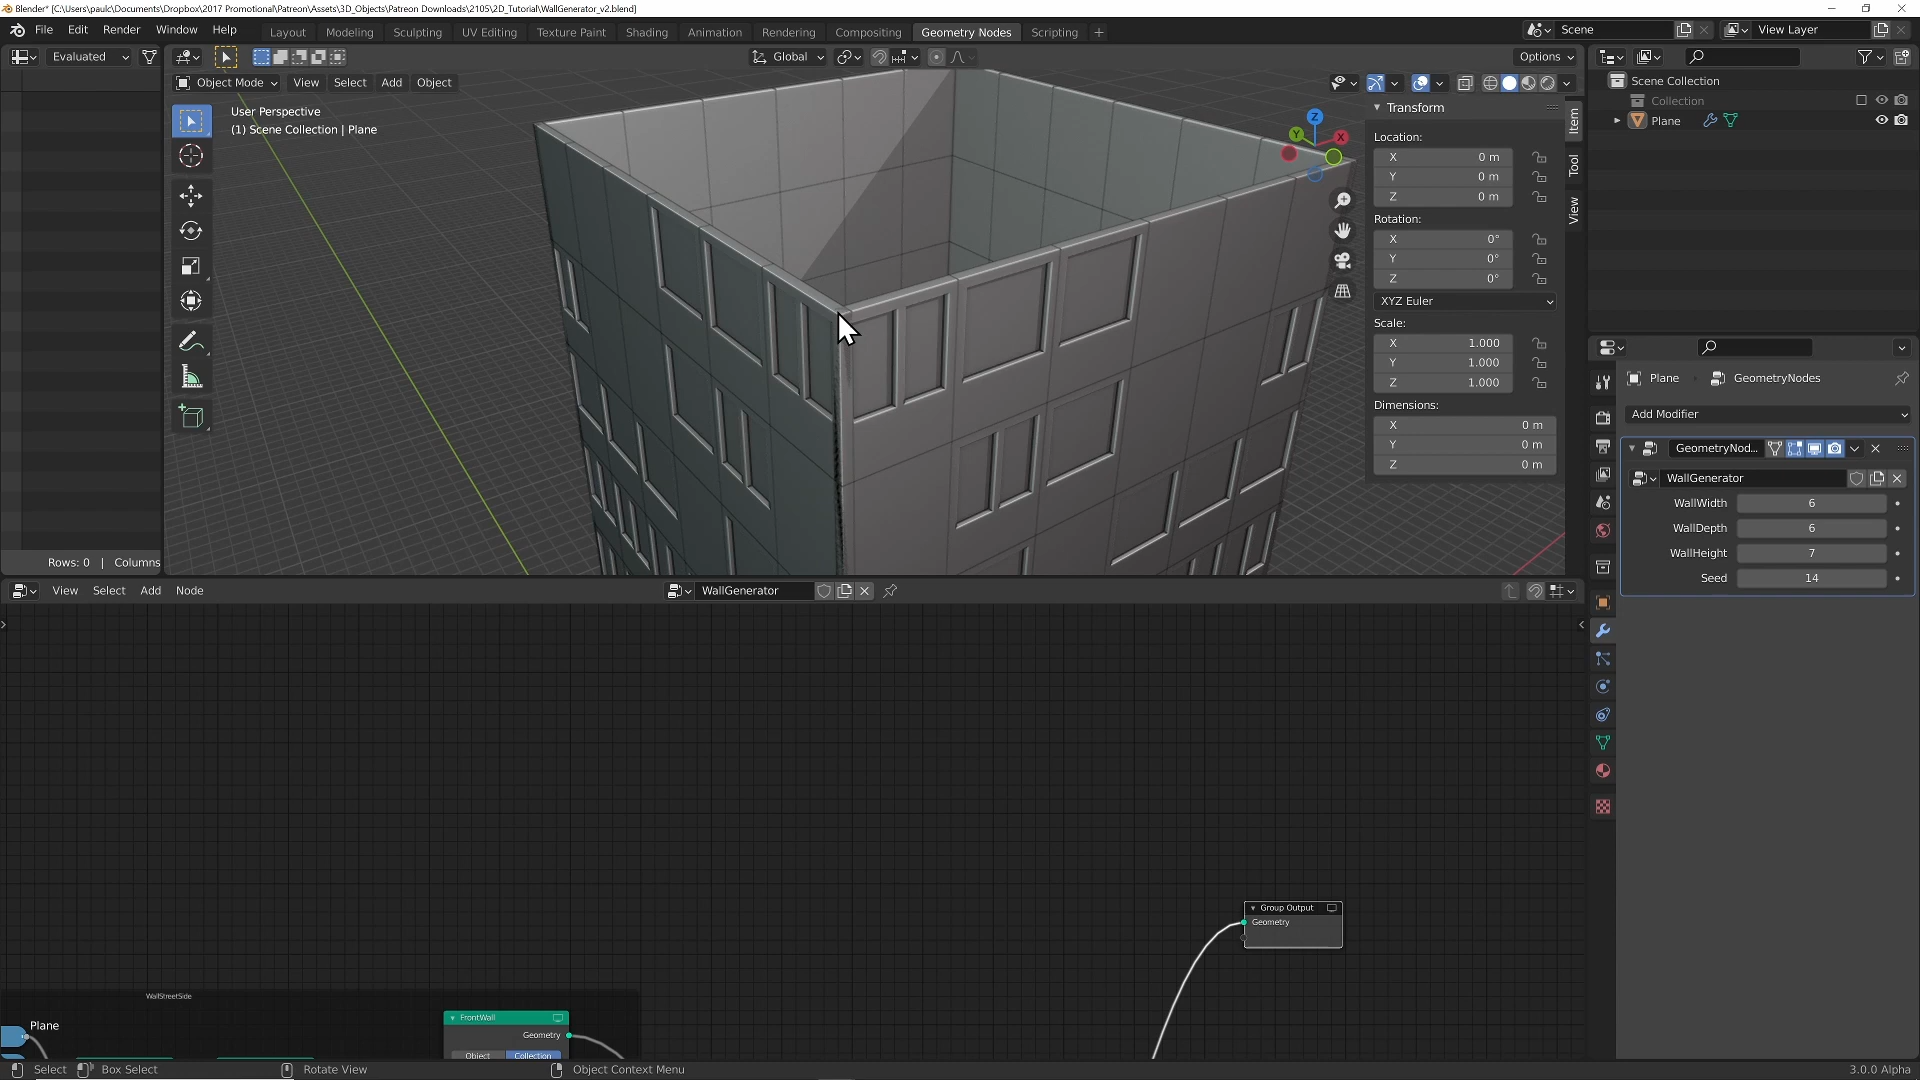 Blender* [C:\Users\paulc\Documents\Dropbox\2017 Promotional\Patreon\Assets\3D_Objects\Patreon Downloads\2105\2D_Tutorial\WallGenerator_v2.blend]
File Edit Render Window Help Layout Modeling Sculpting UV Editing Texture Paint Shading Animation Rendering Compositing Geometry Nodes Scripting + Scene View Layer
Evaluated Global Options
Object Mode View Select Add Object
User Perspective
(1) Scene Collection | Plane
Z
Y
X
Transform
Location:
X 0 m
Y 0 m
Z 0 m
Rotation:
X 0°
Y 0°
Z 0°
XYZ Euler
Scale:
X 1.000
Y 1.000
Z 1.000
Dimensions:
X 0 m
Y 0 m
Z 0 m
Item
Tool
View
Scene Collection
Collection
Plane
Plane GeometryNodes
Add Modifier
GeometryNod...
WallGenerator
WallWidth 6
WallDepth 6
WallHeight 7
Seed 14
Rows: 0 | Columns
View Select Add Node WallGenerator
Group Output
Geometry
WallStreetSide
Plane
FrontWall
Geometry
Object Collection
Select Box Select Rotate View Object Context Menu 3.0.0 Alpha